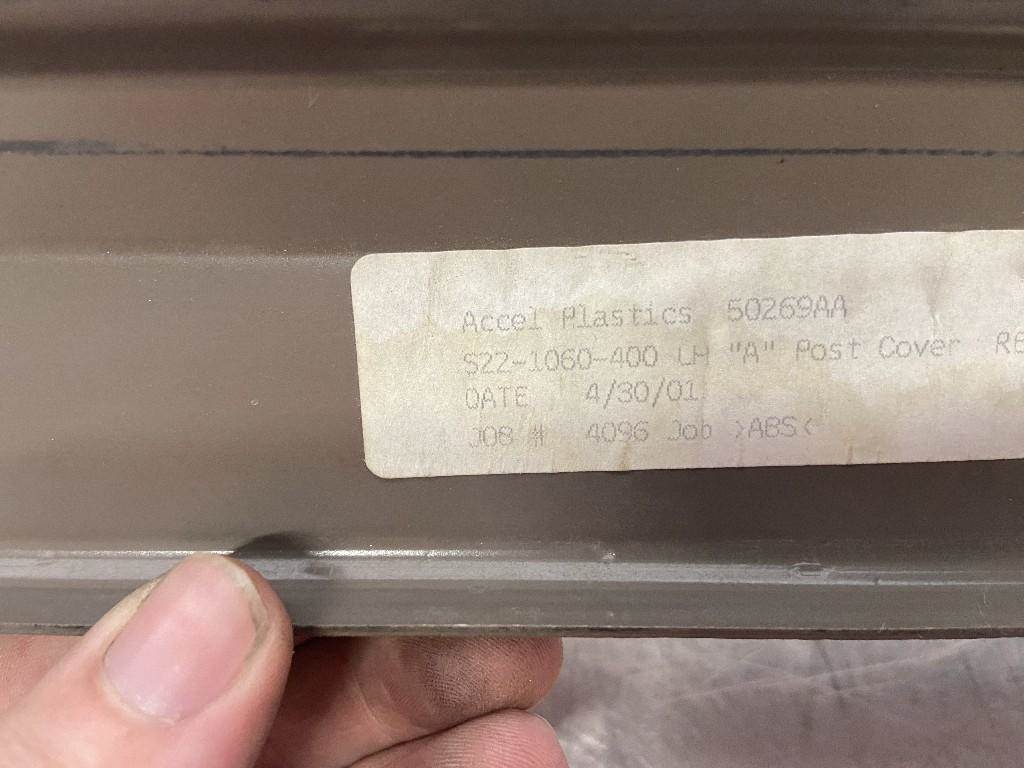 Accel Plastics 50269AA
S22-1060-400 LH "A" Post Cover
DATE 4/30/01
JOB # 4096 Job >ABS<